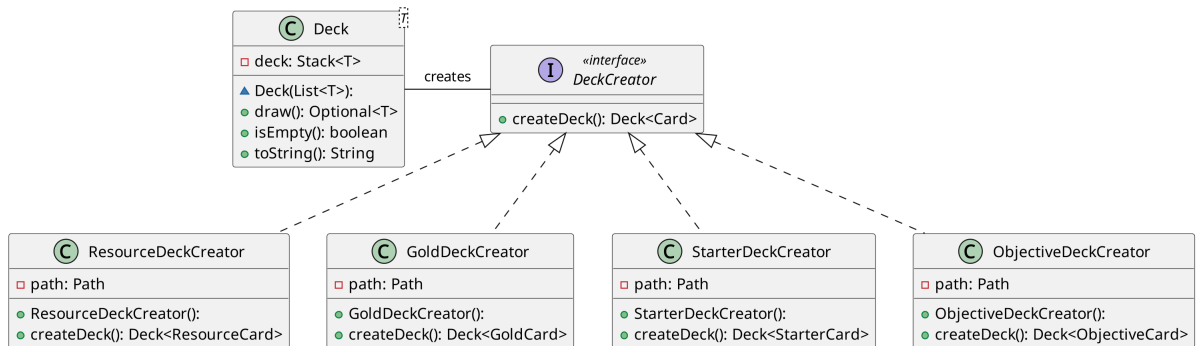 C Deck
T
deck: Stack<T>
Deck(List<T>):
draw(): Optional<T>
isEmpty(): boolean
toString(): String
creates
«interface»
I DeckCreator
createDeck(): Deck<Card>
C ResourceDeckCreator
path: Path
ResourceDeckCreator():
createDeck(): Deck<ResourceCard>
C GoldDeckCreator
path: Path
GoldDeckCreator():
createDeck(): Deck<GoldCard>
C StarterDeckCreator
path: Path
StarterDeckCreator():
createDeck(): Deck<StarterCard>
C ObjectiveDeckCreator
path: Path
ObjectiveDeckCreator():
createDeck(): Deck<ObjectiveCard>